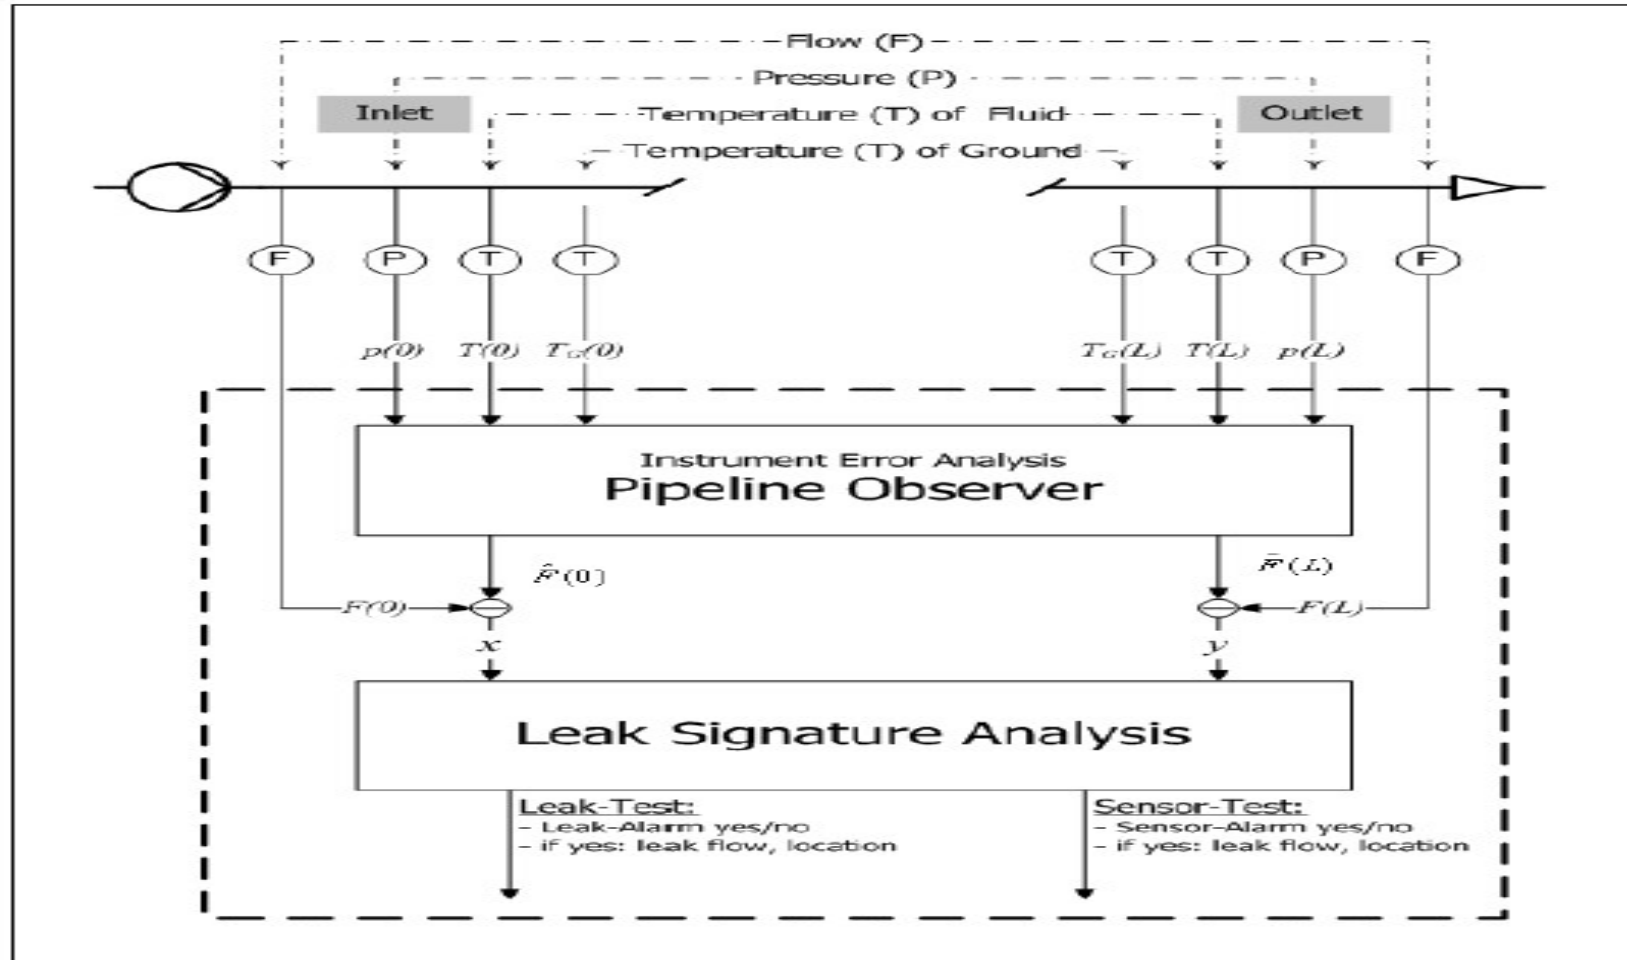 Flow (F)
Pressure (P)
Inlet
Temperature (T) of Fluid
Outlet
Temperature (T) of Ground
F P T T T T P F
p(0) T(0) T_G(0) T_G(L) T(L) p(L)
Instrument Error Analysis
Pipeline Observer
F̂(0) F̂(L)
F(0) F(L)
x y
Leak Signature Analysis
Leak-Test:
- Leak-Alarm yes/no
- if yes: leak flow, location
Sensor-Test:
- Sensor-Alarm yes/no
- if yes: leak flow, location